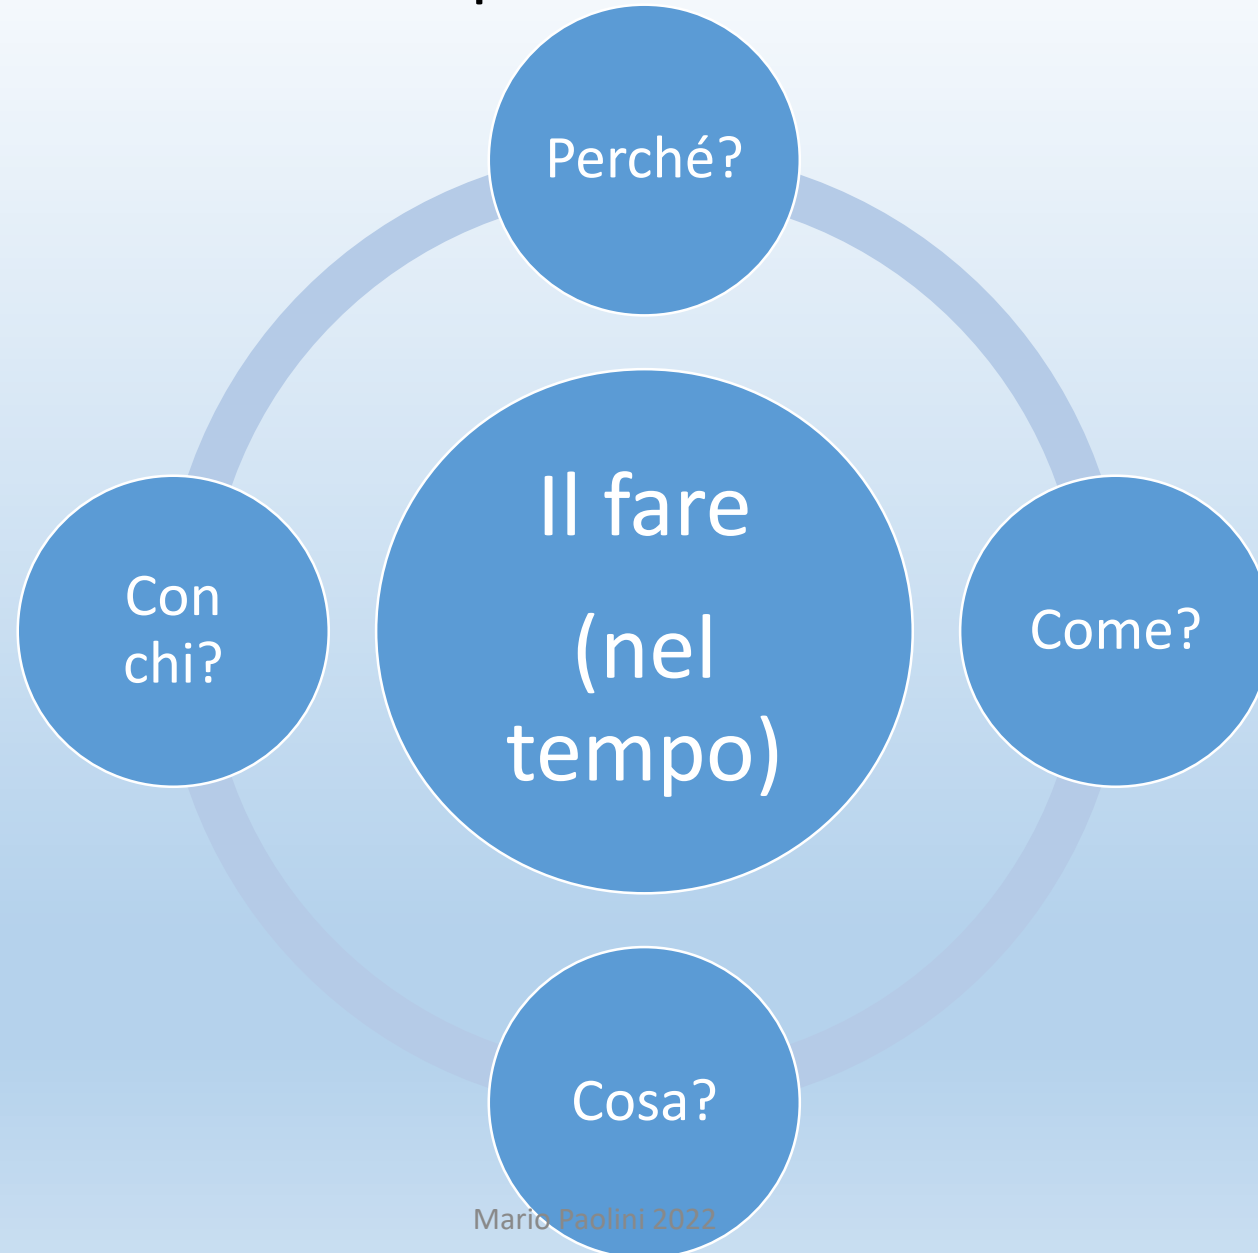 Perché?
Il fare
(nel
tempo)
Con
chi?
Come?
Cosa?
Mario Paolini 2022